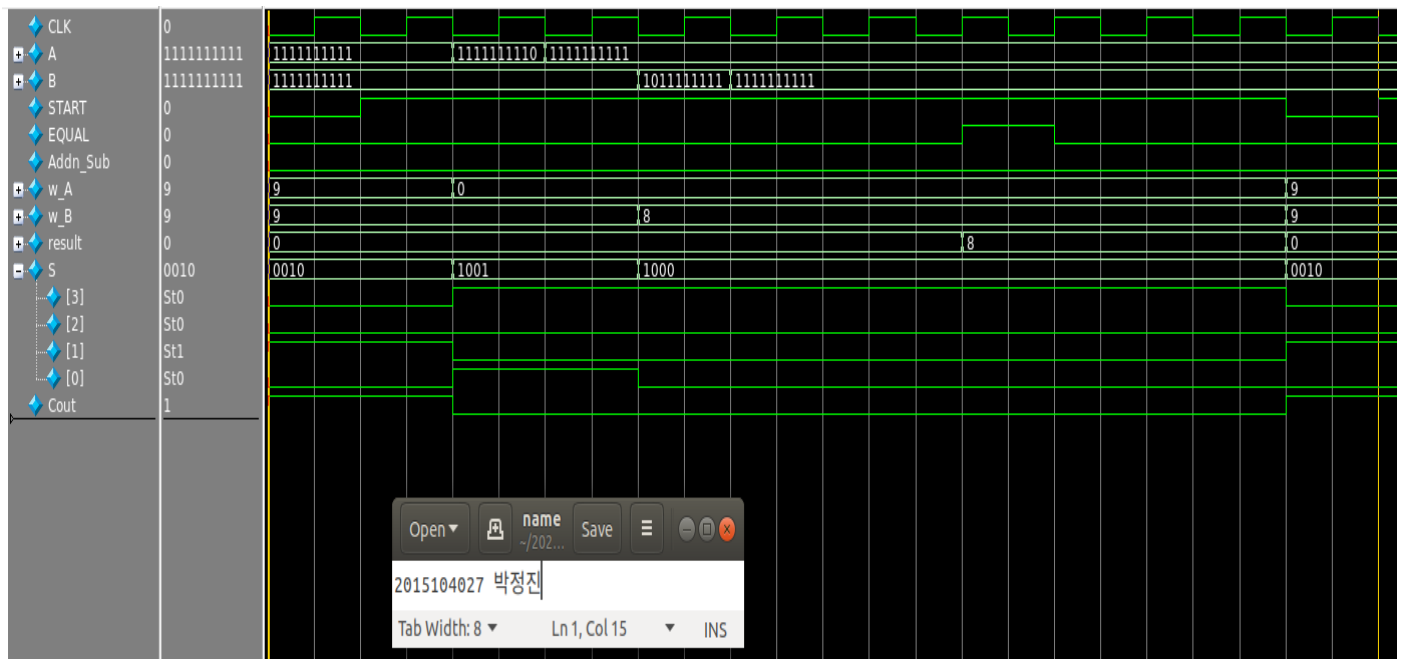 CLK 0
A 1111111111 1111111111 1111111110 1111111111
B 1111111111 1111111111 1011111111 1111111111
START 0
EQUAL 0
Addn_Sub 0
w_A 9 9 0 9
w_B 9 9 8 9
result 0 0 8 0
S 0010 0010 1001 1000 0010
[3] St0
[2] St0
[1] St1
[0] St0
Cout 1
Open name Save
~/202...
2015104027 박정진
Tab Width: 8 Ln 1, Col 15 INS